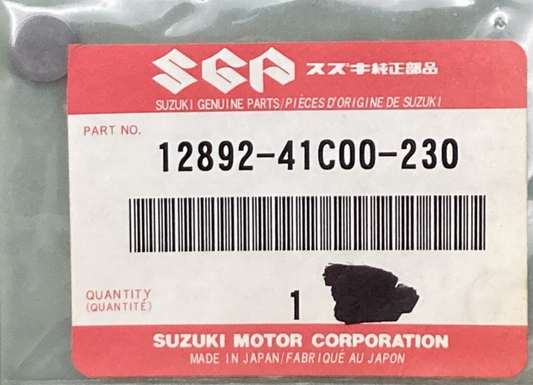 SGP スズキ純正部品
SUZUKI GENUINE PARTS/PIÈCES D'ORIGINE DE SUZUKI
PART NO.
12892-41C00-230
QUANTITY
(QUANTITÉ)
1
SUZUKI MOTOR CORPORATION
MADE IN JAPAN/FABRIQUÉ AU JAPON